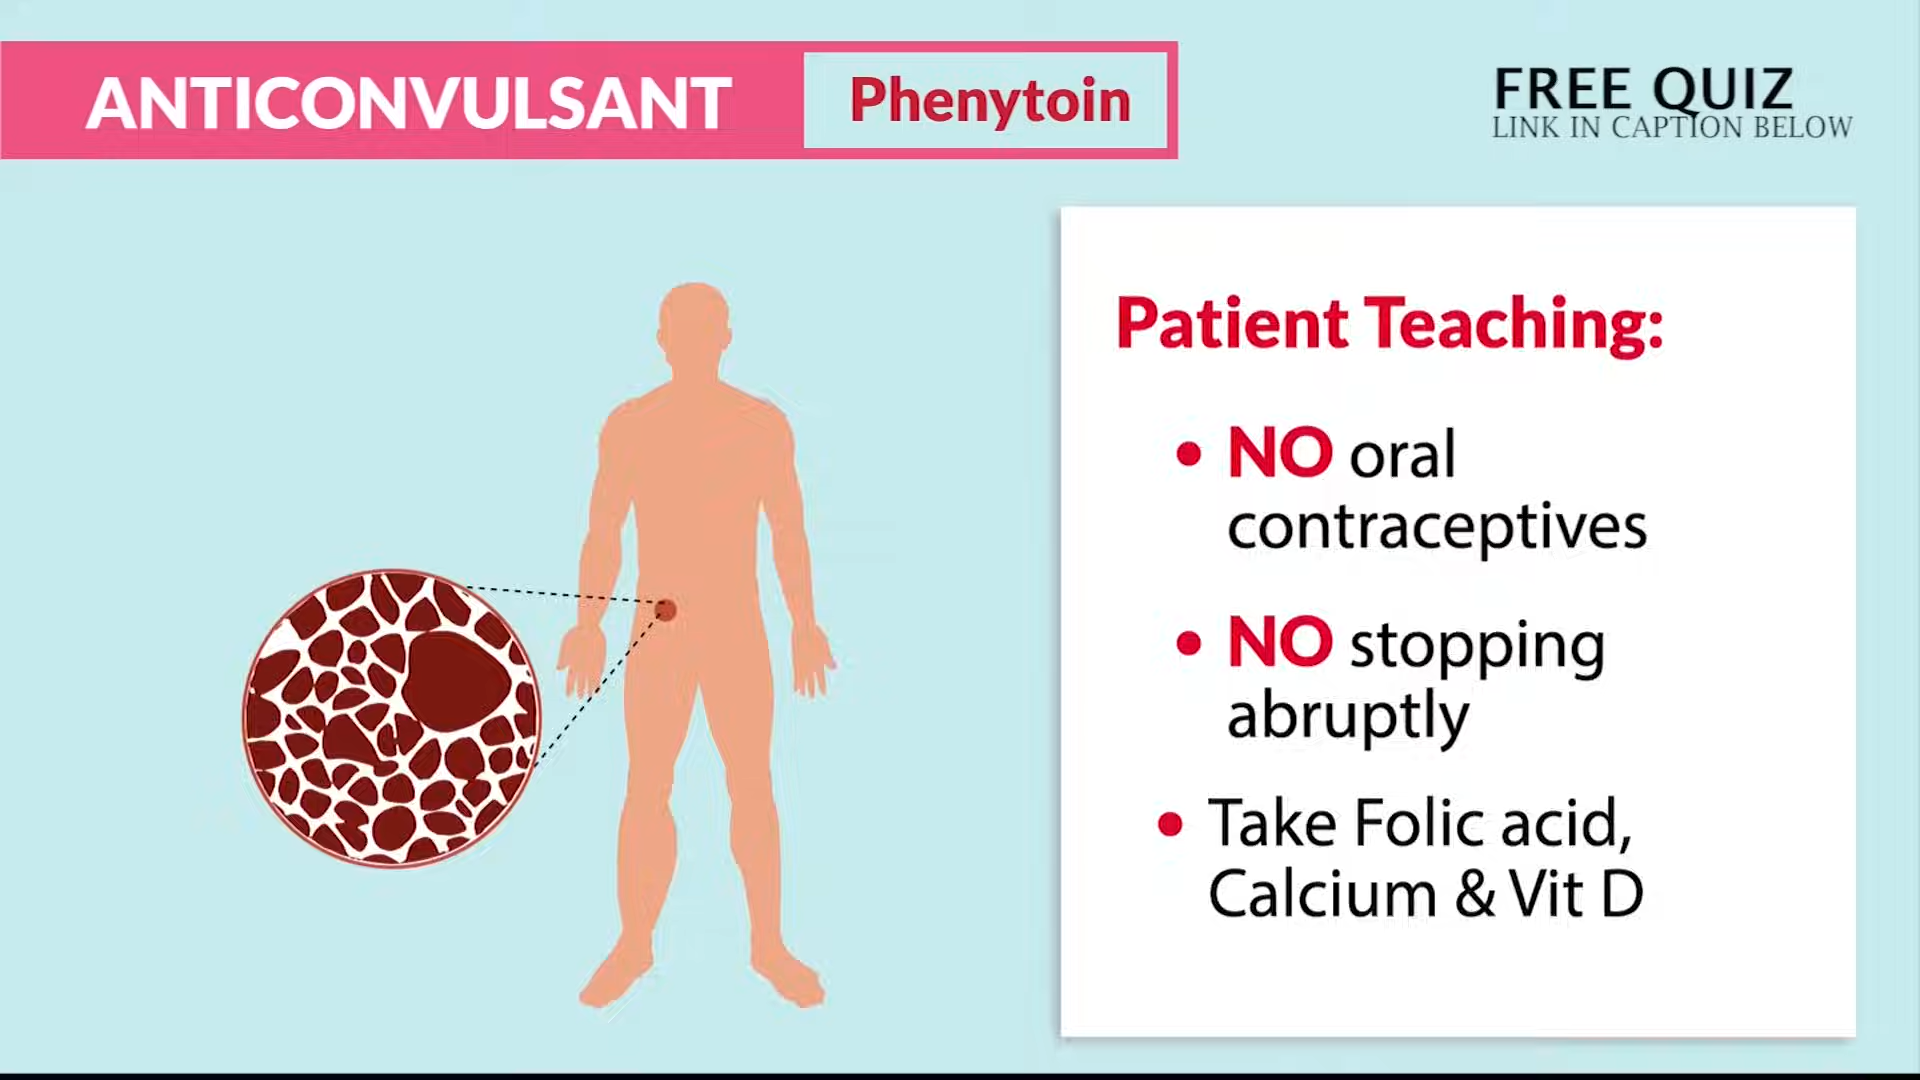 ANTICONVULSANT Phenytoin
FREE QUIZ
LINK IN CAPTION BELOW
Patient Teaching:
• NO oral
contraceptives
• NO stopping
abruptly
• Take Folic acid,
Calcium & Vit D